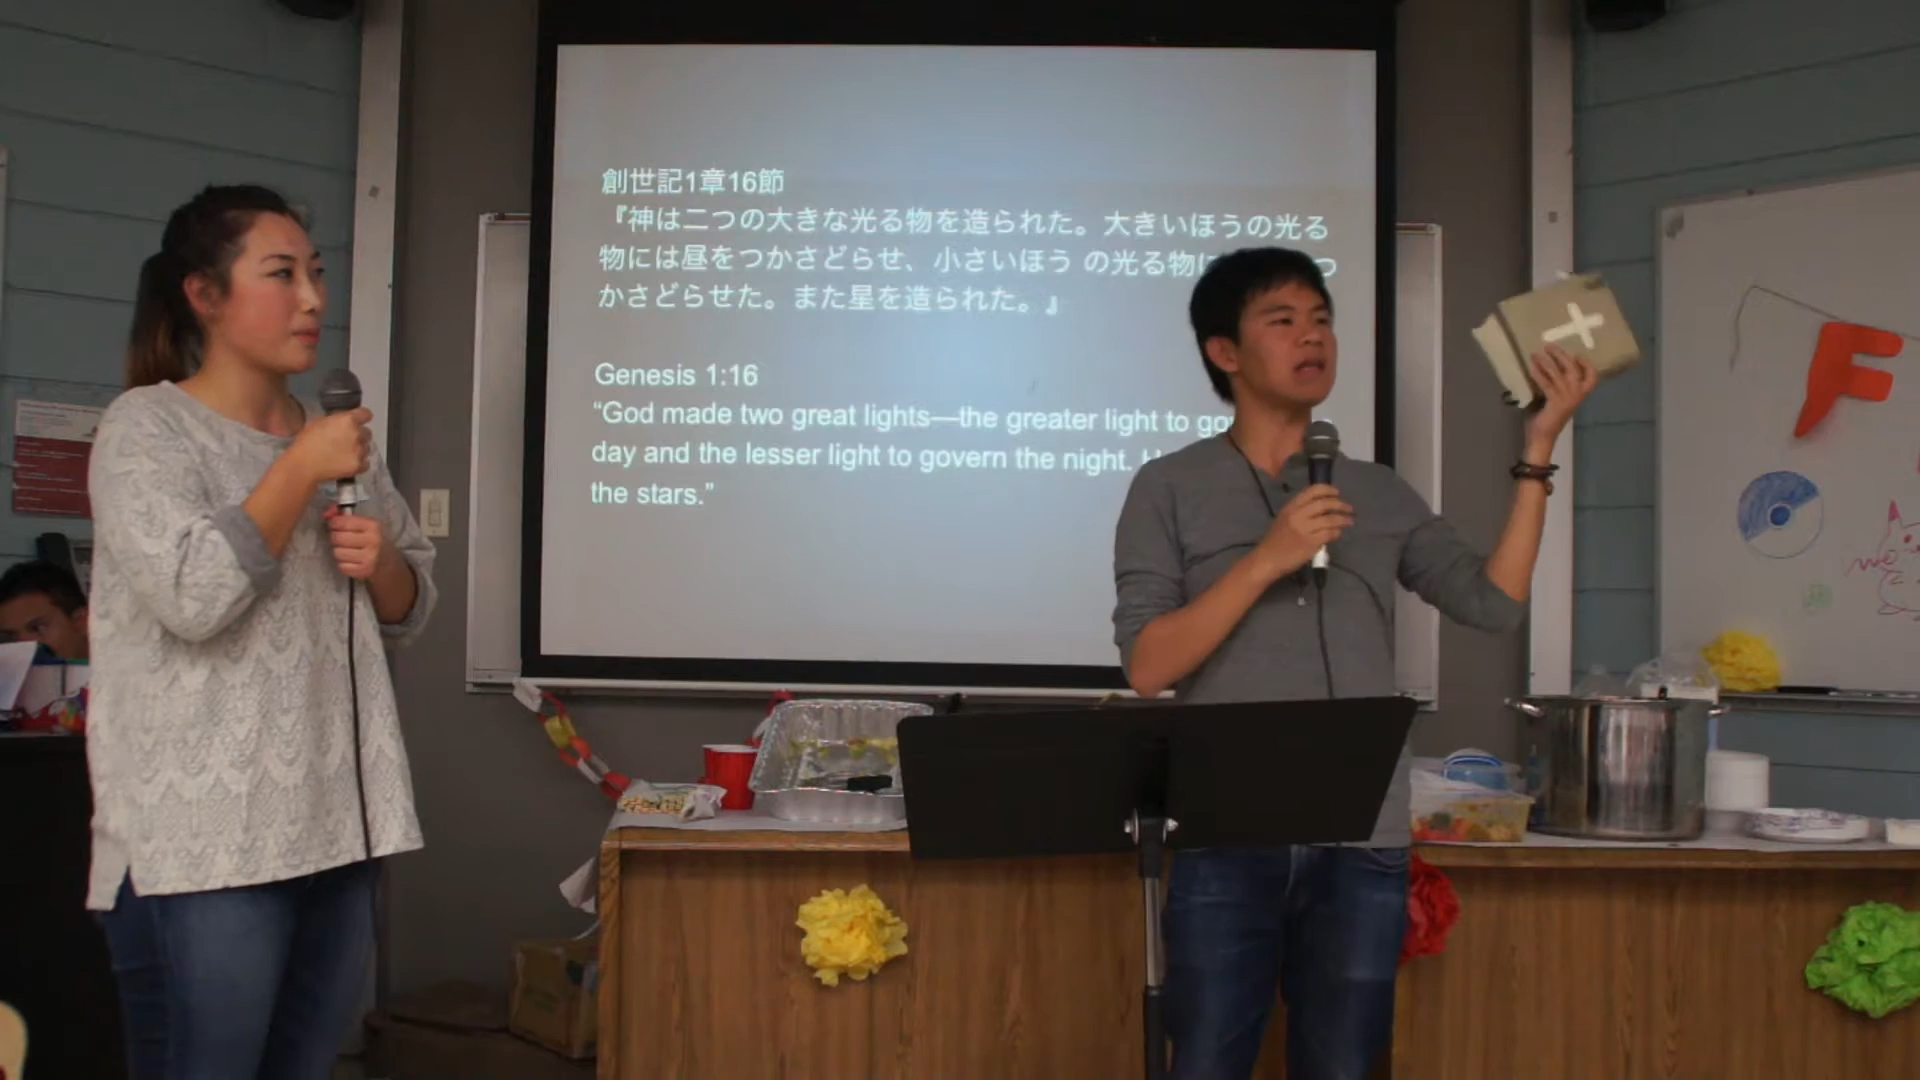 創世記1章16節
『神は二つの大きな光る物を造られた。大きいほうの光る
物には昼をつかさどらせ、小さいほう の光る物に つ
かさどらせた。また星を造られた。』
Genesis 1:16
“God made two great lights—the greater light to
day and the lesser light to govern the night.
the stars.”
F